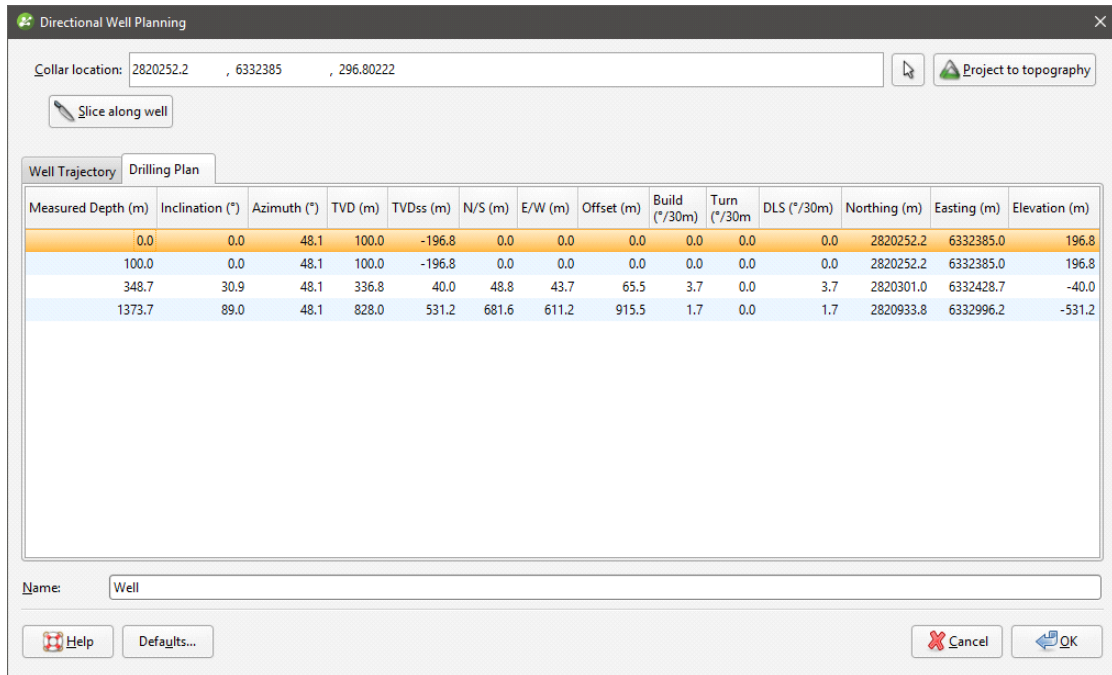 Directional Well Planning
Collar location: 2820252.2 , 6332385 , 296.80222 Project to topography
Slice along well
Well Trajectory Drilling Plan
Measured Depth (m) Inclination (°) Azimuth (°) TVD (m) TVDss (m) N/S (m) E/W (m) Offset (m) Build (°/30m) Turn (°/30m DLS (°/30m) Northing (m) Easting (m) Elevation (m)
0.0 0.0 48.1 100.0 -196.8 0.0 0.0 0.0 0.0 0.0 0.0 2820252.2 6332385.0 196.8
100.0 0.0 48.1 100.0 -196.8 0.0 0.0 0.0 0.0 0.0 0.0 2820252.2 6332385.0 196.8
348.7 30.9 48.1 336.8 40.0 48.8 43.7 65.5 3.7 0.0 3.7 2820301.0 6332428.7 -40.0
1373.7 89.0 48.1 828.0 531.2 681.6 611.2 915.5 1.7 0.0 1.7 2820933.8 6332996.2 -531.2
Name: Well
Help Defaults... Cancel OK